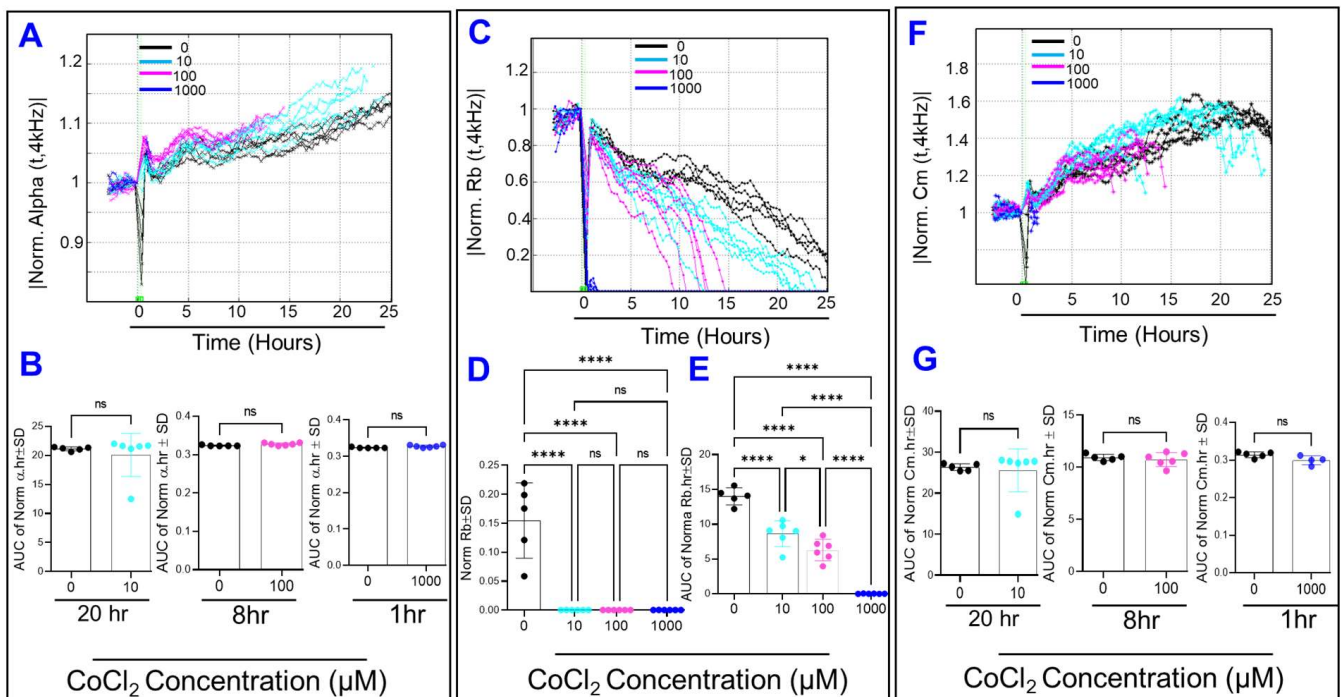 A
|Norm. Alpha (t,4kHz)|
1.2
1.1
1
0.9
0
10
100
1000
0 5 10 15 20 25
Time (Hours)
B
AUC of Norm α.hr±SD
25
20
15
10
5
0
ns
0 10
20 hr
AUC of Norm α.hr ± SD
0.4
0.3
0.2
0.1
0.0
ns
0 100
8hr
AUC of Norm α.hr ± SD
0.4
0.3
0.2
0.1
0.0
ns
0 1000
1hr
CoCl₂ Concentration (µM)
C
|Norm. Rb (t,4kHz)|
1.2
1
0.8
0.6
0.4
0.2
0
10
100
1000
0 5 10 15 20 25
Time (Hours)
D
Norm Rb±SD
0.25
0.20
0.15
0.10
0.05
0.00
****
****
**** ns ns
ns
0 10 100 1000
E
AUC of Norma Rb.hr±SD
20
15
10
5
0
****
****
****
**** * ****
0 10 100 1000
CoCl₂ Concentration (µM)
F
|Norm. Cm (t,4kHz)|
1.8
1.6
1.4
1.2
1
0
10
100
1000
0 5 10 15 20 25
Time (Hours)
G
AUC of Norm Cm.hr±SD
40
30
20
10
0
ns
0 10
20 hr
AUC of Norm Cm.hr ± SD
15
10
5
0
ns
0 100
8hr
AUC of Norm Cm.hr ± SD
0.4
0.3
0.2
0.1
0.0
ns
0 1000
1hr
CoCl₂ Concentration (µM)